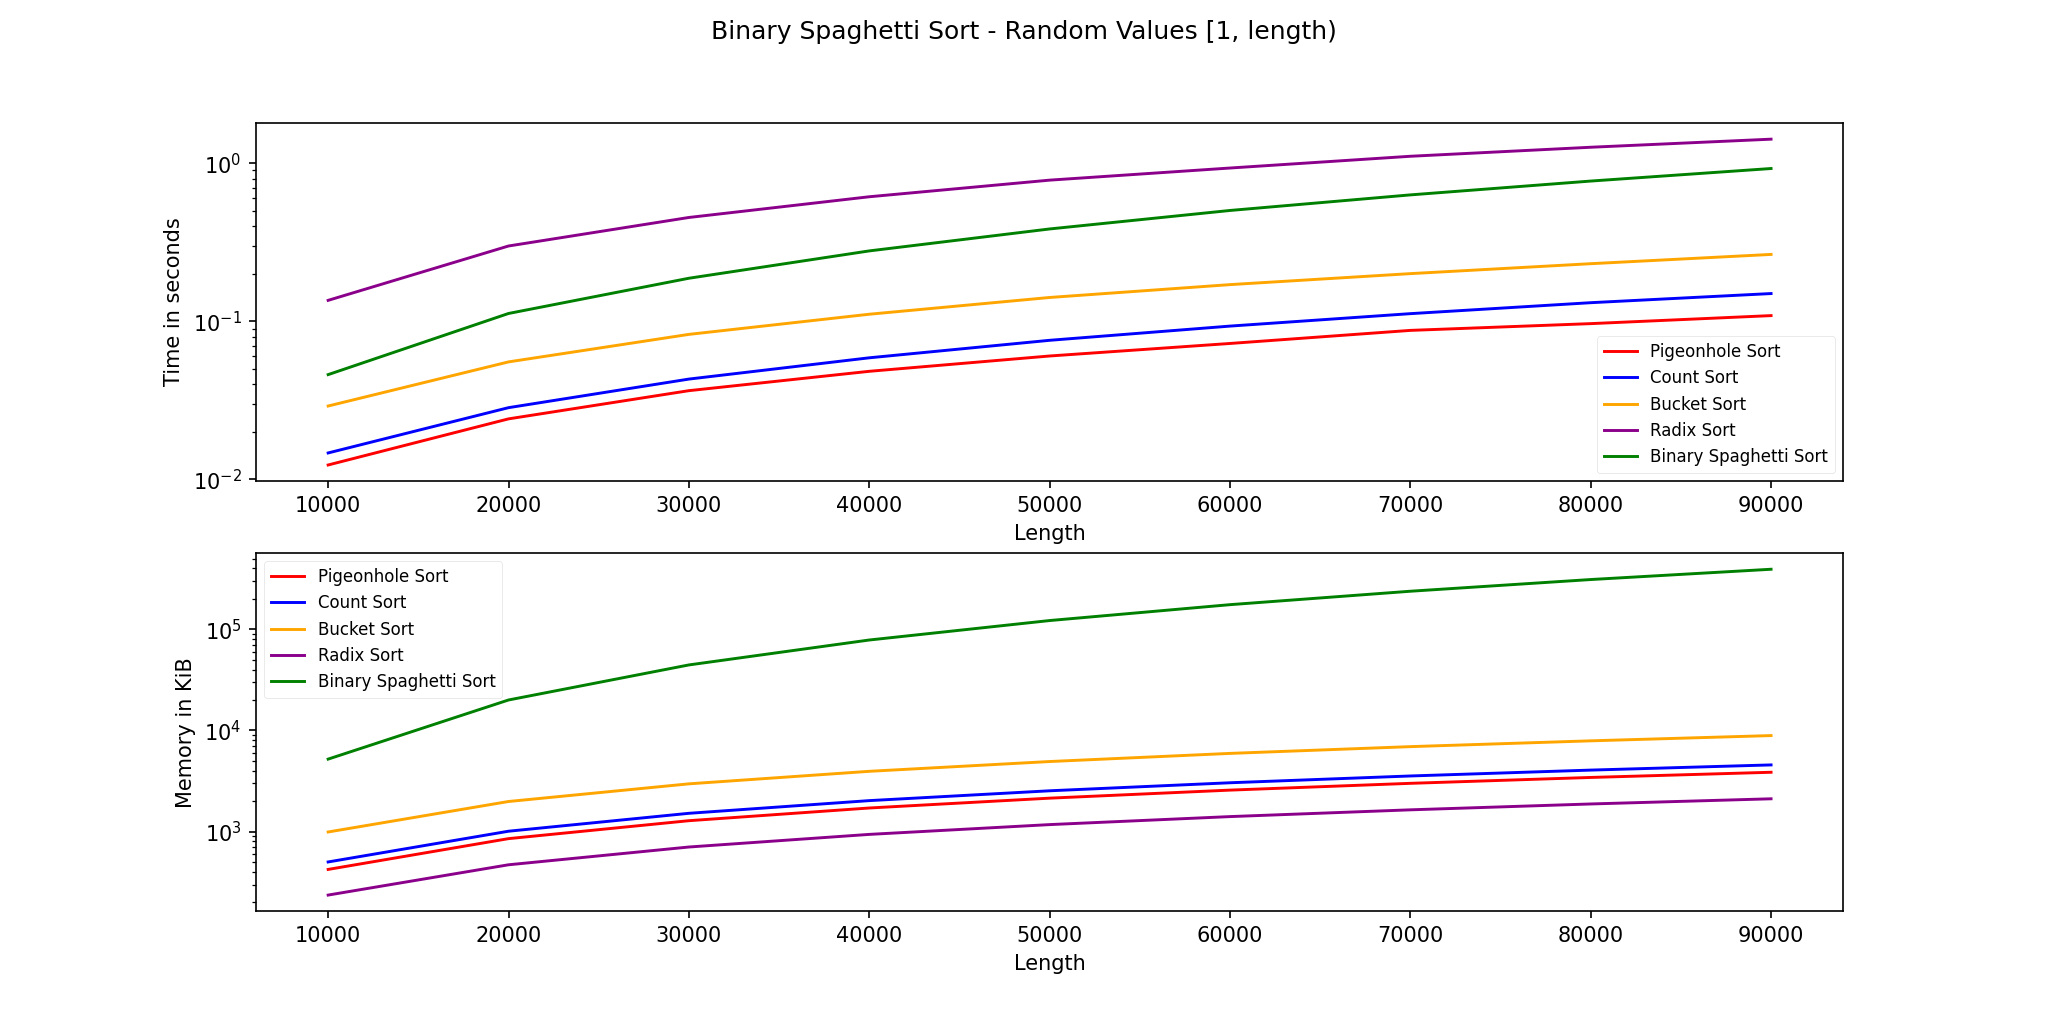 Binary Spaghetti Sort - Random Values [1, length)
Time in seconds
10⁰
10⁻¹
10⁻²
Pigeonhole Sort
Count Sort
Bucket Sort
Radix Sort
Binary Spaghetti Sort
10000 20000 30000 40000 50000 60000 70000 80000 90000
Length
Memory in KiB
10⁵
10⁴
10³
Pigeonhole Sort
Count Sort
Bucket Sort
Radix Sort
Binary Spaghetti Sort
10000 20000 30000 40000 50000 60000 70000 80000 90000
Length